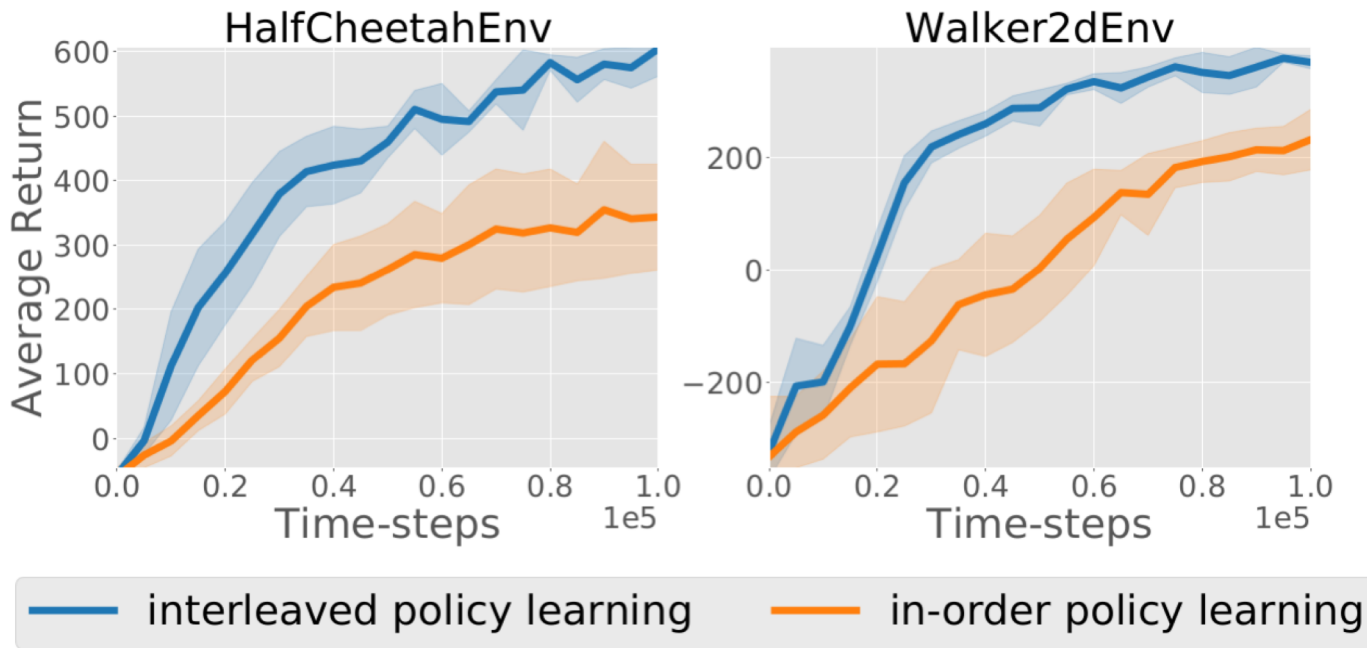 HalfCheetahEnv
Average Return
600
500
400
300
200
100
0
0.0 0.2 0.4 0.6 0.8 1.0
1e5
Time-steps
Walker2dEnv
200
0
−200
0.0 0.2 0.4 0.6 0.8 1.0
1e5
Time-steps
interleaved policy learning
in-order policy learning